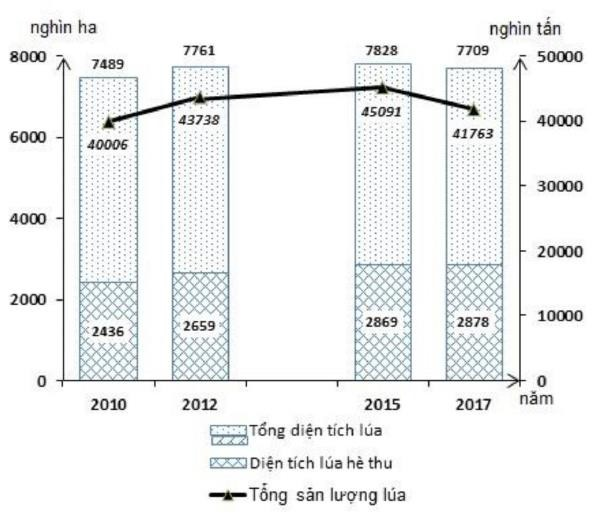 nghìn ha
nghìn tấn
8000 7489 7761 7828 7709 50000
40006 43738 45091 41763
6000 40000
30000
4000
20000
2000
2436 2659 2869 2878
10000
0 0
2010 2012 2015 2017 năm
Tổng diện tích lúa
Diện tích lúa hè thu
Tổng sản lượng lúa